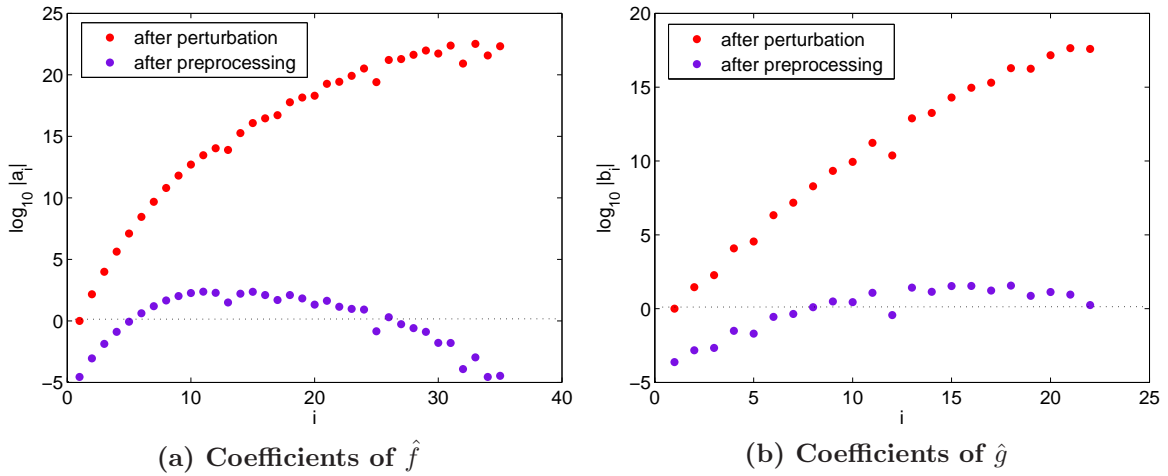 25
20
15
10
5
0
−5
log10 |ai|
after perturbation
after preprocessing
0 10 20 30 40
i
(a) Coefficients of f̂
20
15
10
5
0
−5
log10 |bi|
after perturbation
after preprocessing
0 5 10 15 20 25
i
(b) Coefficients of ĝ